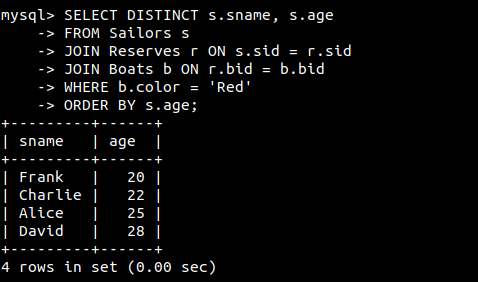 mysql> SELECT DISTINCT s.sname, s.age
    -> FROM Sailors s
    -> JOIN Reserves r ON s.sid = r.sid
    -> JOIN Boats b ON r.bid = b.bid
    -> WHERE b.color = 'Red'
    -> ORDER BY s.age;
+---------+------+
| sname   | age  |
+---------+------+
| Frank   |   20 |
| Charlie |   22 |
| Alice   |   25 |
| David   |   28 |
+---------+------+
4 rows in set (0.00 sec)